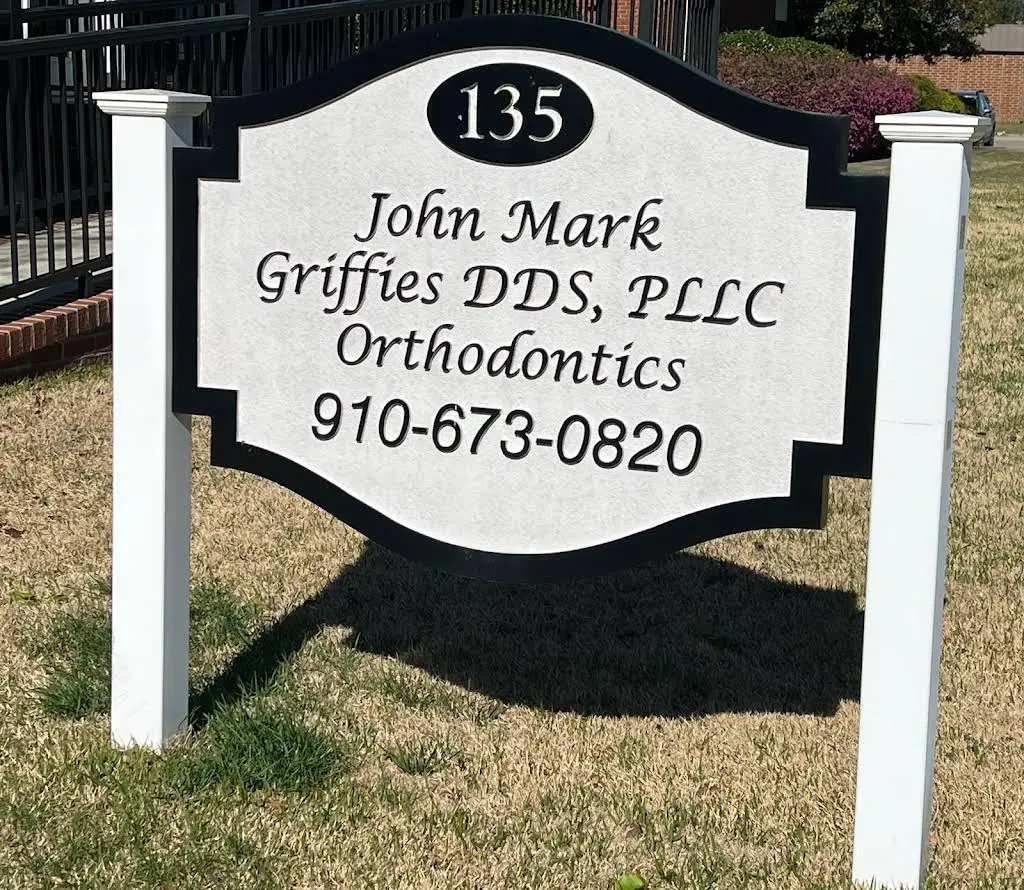 135
John Mark
Griffies DDS, PLLC
Orthodontics
910-673-0820